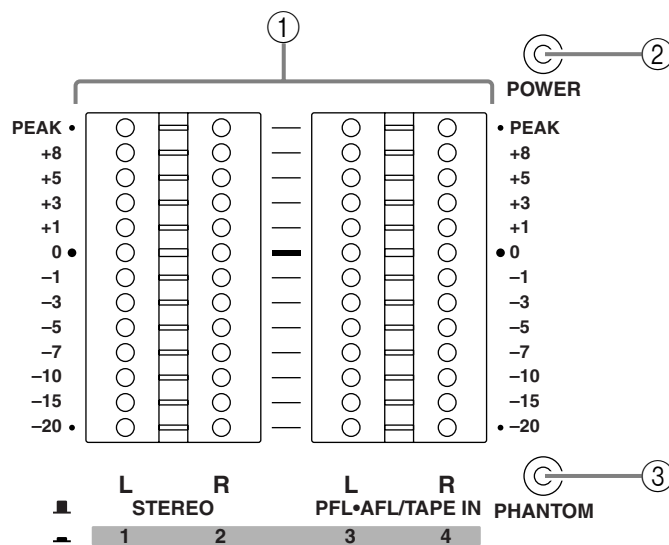 ①
②
POWER
PEAK • • PEAK
+8 +8
+5 +5
+3 +3
+1 +1
0 • • 0
–1 –1
–3 –3
–5 –5
–7 –7
–10 –10
–15 –15
–20 • • –20
③
L R L R
STEREO PFL•AFL/TAPE IN PHANTOM
1 2 3 4